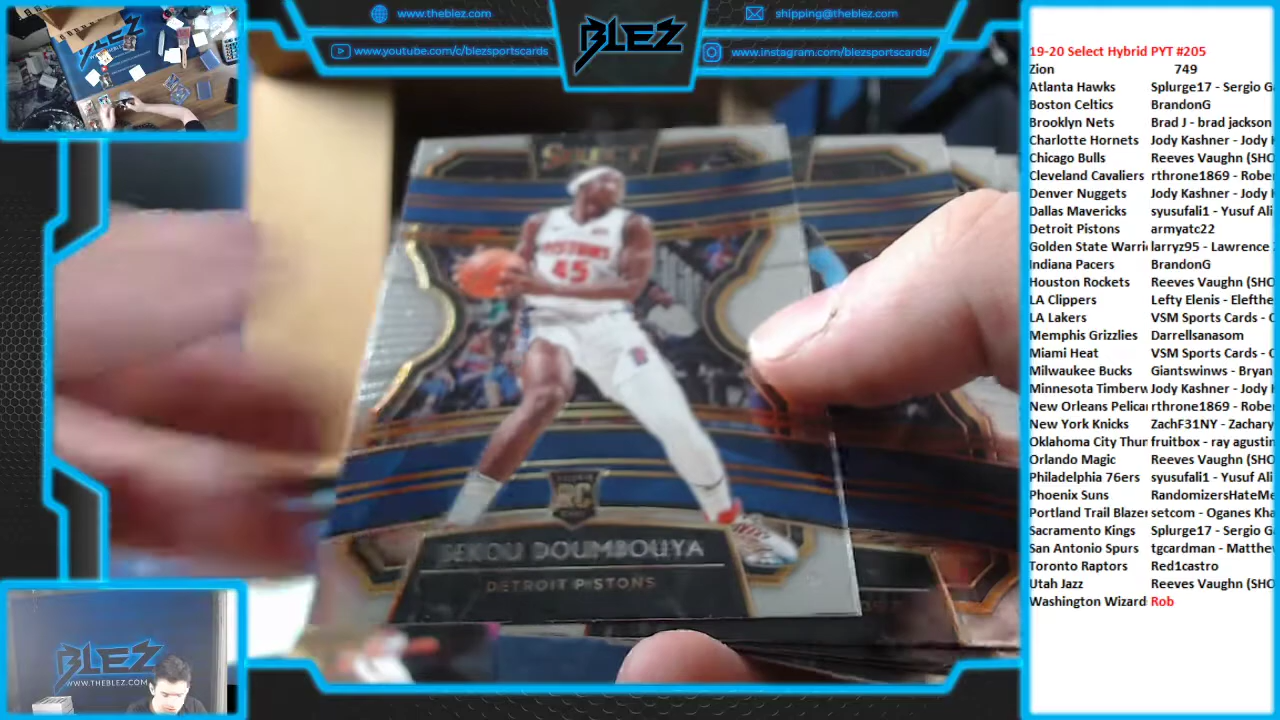 www.theblez.com
shipping@theblez.com
www.youtube.com/c/blezsportscards
www.instagram.com/blezsportscards/
BLEZ
SELECT
PISTONS
45
RC
SEKOU DOUMBOUYA
DETROIT PISTONS
BLEZ
WWW.THEBLEZ.COM
19-20 Select Hybrid PYT #205
Zion 749
Atlanta Hawks Splurge17 - Sergio G
Boston Celtics BrandonG
Brooklyn Nets Brad J - brad jackson
Charlotte Hornets Jody Kashner - Jody
Chicago Bulls Reeves Vaughn (SHO
Cleveland Cavaliers rthrone1869 - Rober
Denver Nuggets Jody Kashner - Jody
Dallas Mavericks syusufali1 - Yusuf Ali
Detroit Pistons armyatc22
Golden State Warri larryz95 - Lawrence
Indiana Pacers BrandonG
Houston Rockets Reeves Vaughn (SHO
LA Clippers Lefty Elenis - Elefthe
LA Lakers VSM Sports Cards -
Memphis Grizzlies Darrellsanasom
Miami Heat VSM Sports Cards -
Milwaukee Bucks Giantswinws - Bryan
Minnesota Timberw Jody Kashner - Jody
New Orleans Pelica rthrone1869 - Rober
New York Knicks ZachF31NY - Zachary
Oklahoma City Thur fruitbox - ray agustin
Orlando Magic Reeves Vaughn (SHO
Philadelphia 76ers syusufali1 - Yusuf Ali
Phoenix Suns RandomizersHateMe
Portland Trail Blazer setcom - Oganes Kha
Sacramento Kings Splurge17 - Sergio G
San Antonio Spurs tgcardman - Matthew
Toronto Raptors Red1castro
Utah Jazz Reeves Vaughn (SHO
Washington Wizard Rob